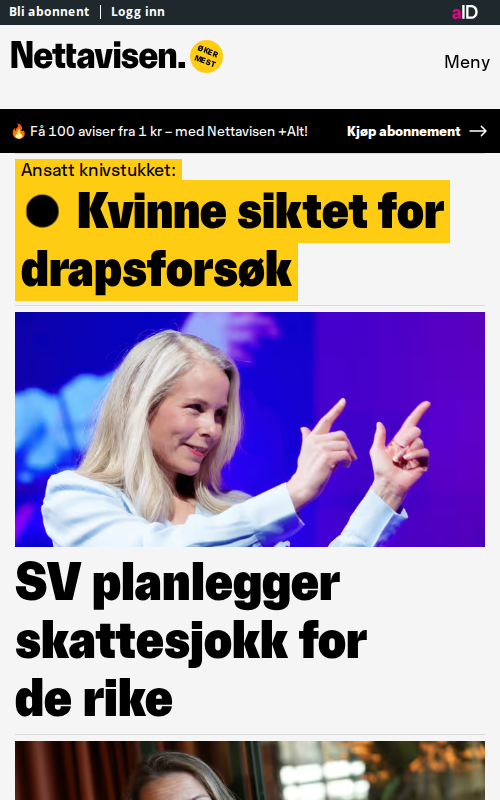 Bli abonnent | Logg inn
aID
Nettavisen.
ØKER
MEST
Meny
🔥 Få 100 aviser fra 1 kr – med Nettavisen +Alt!
Kjøp abonnement →
Ansatt knivstukket:
● Kvinne siktet for
drapsforsøk
SV planlegger
skattesjokk for
de rike